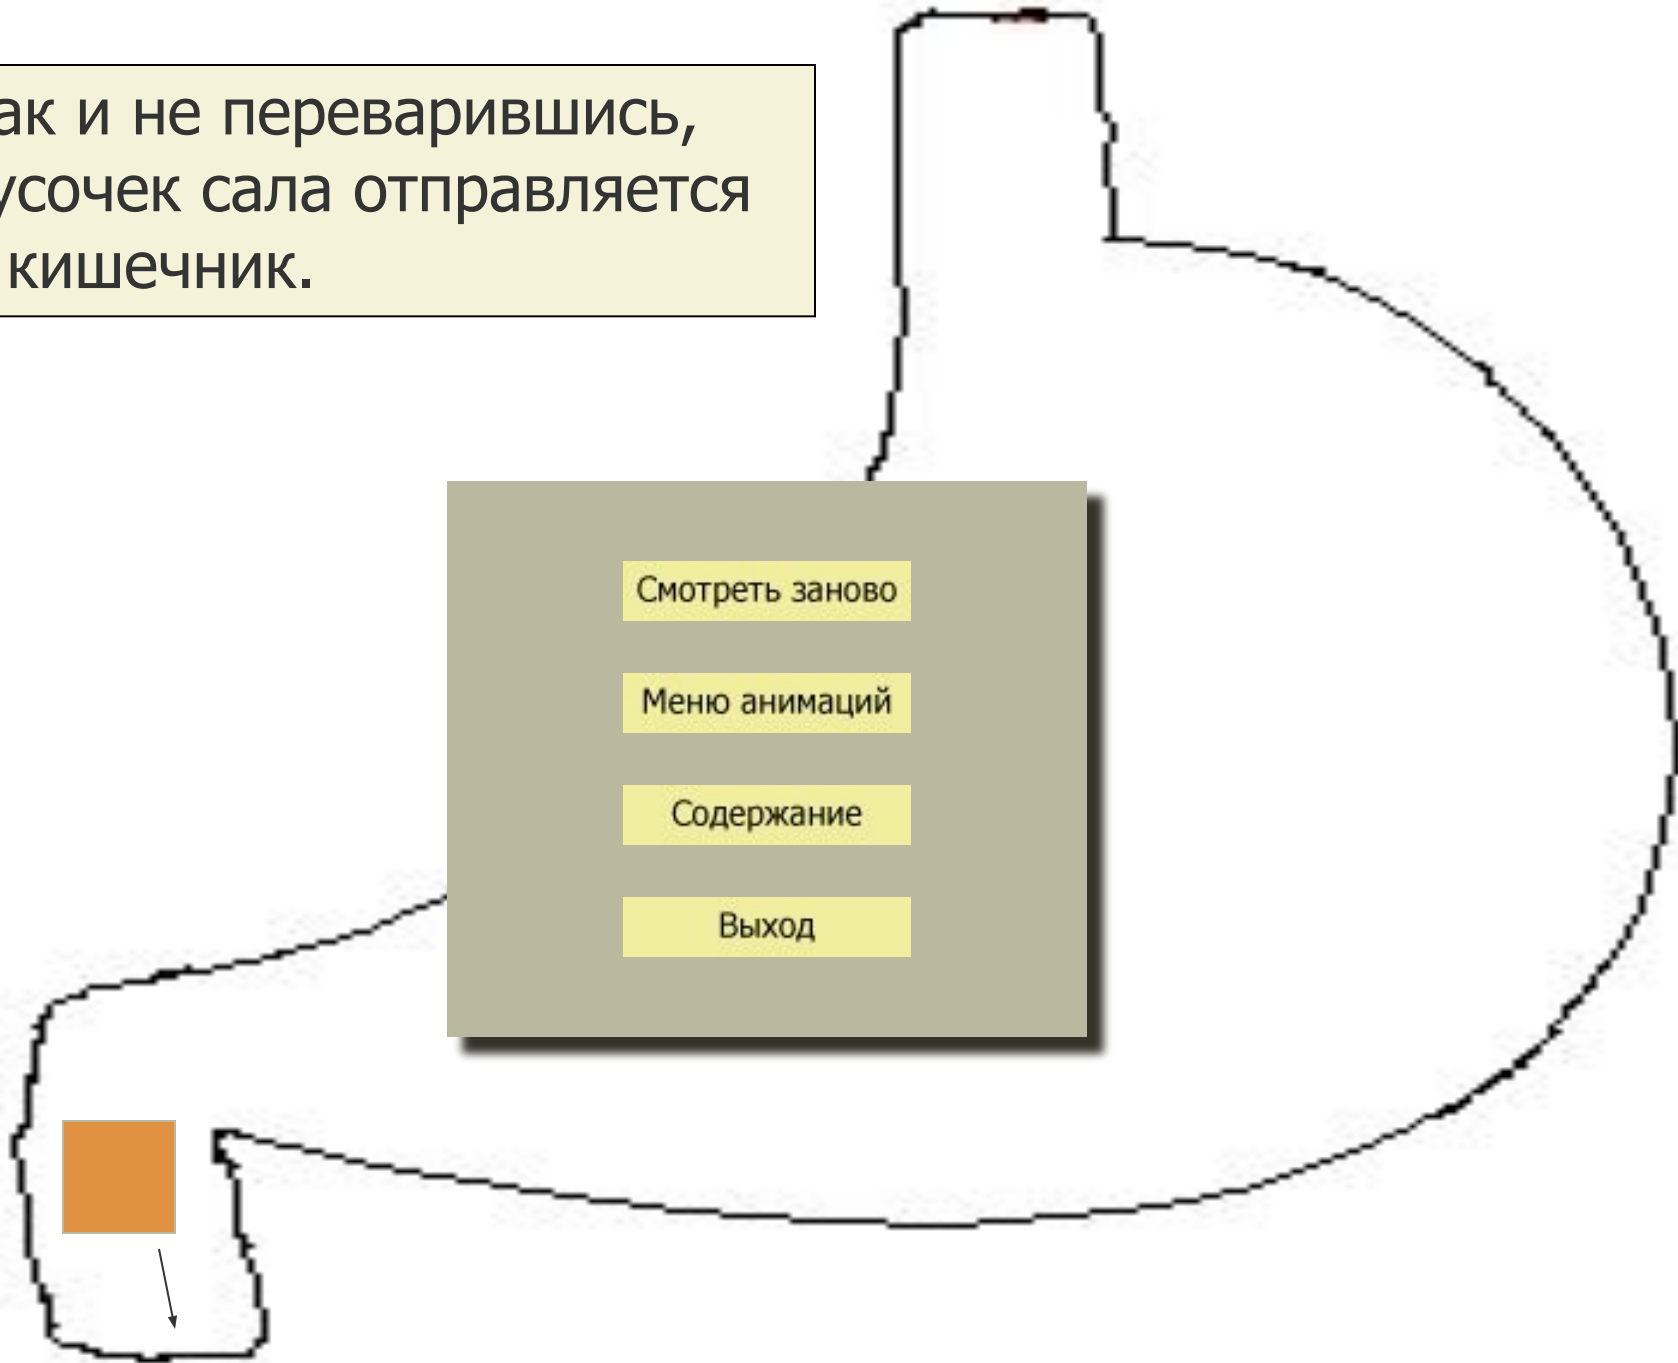 ак и не переварившись,
усочек сала отправляется
кишечник.
Смотреть заново
Меню анимаций
Содержание
Выход